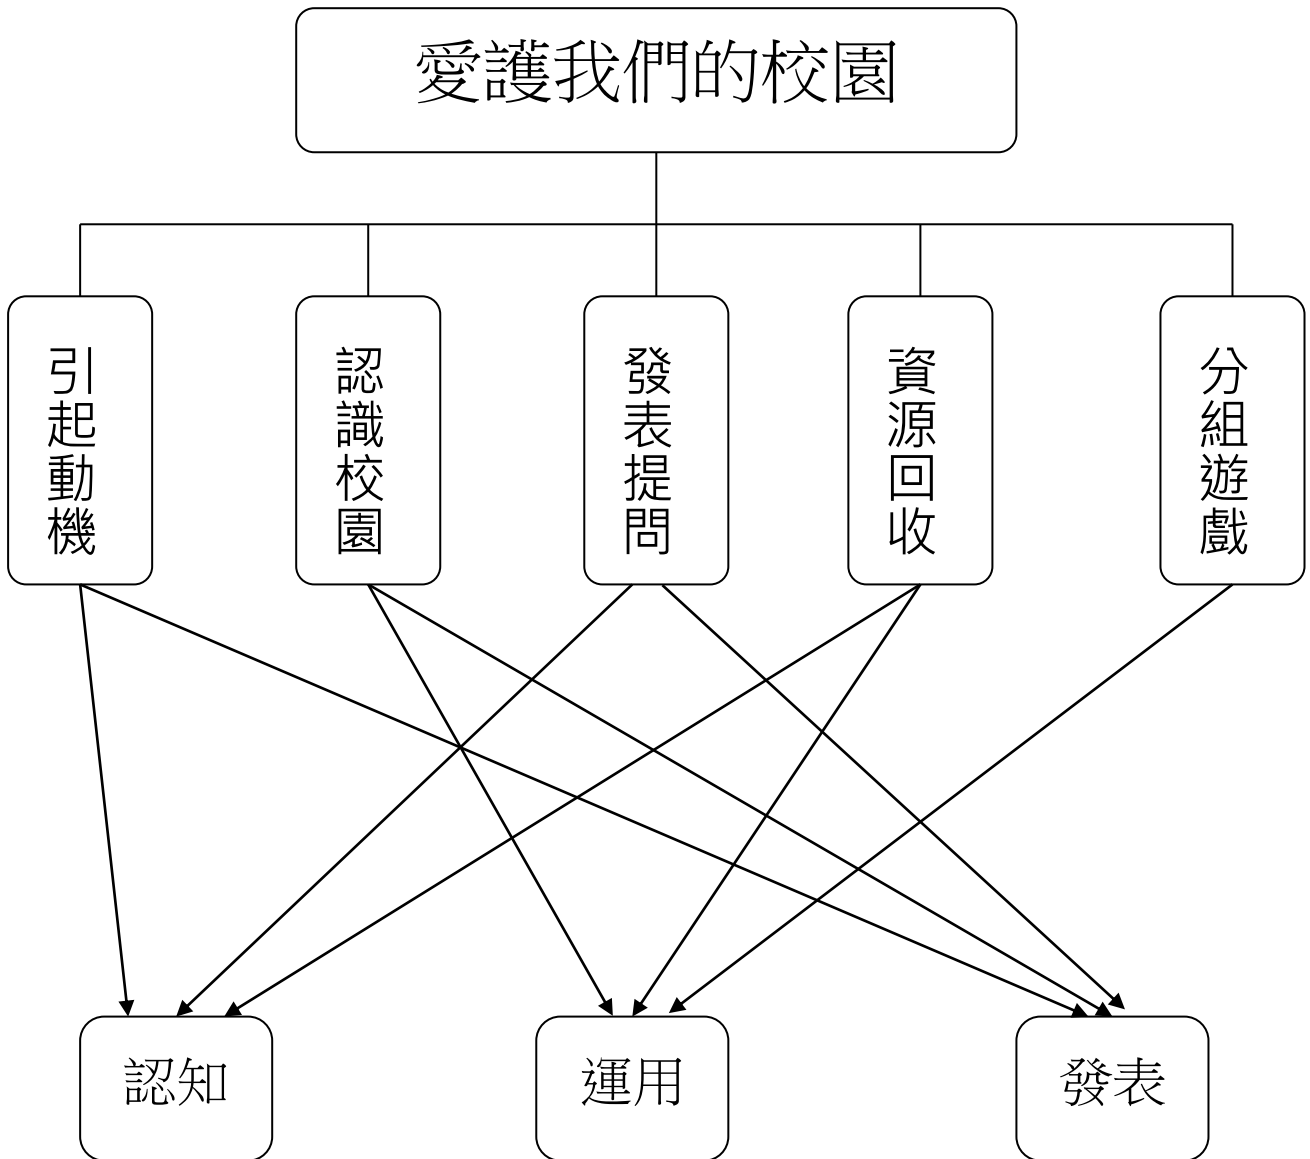 愛護我們的校園
引起動機
認識校園
發表提問
資源回收
分組遊戲
認知
運用
發表